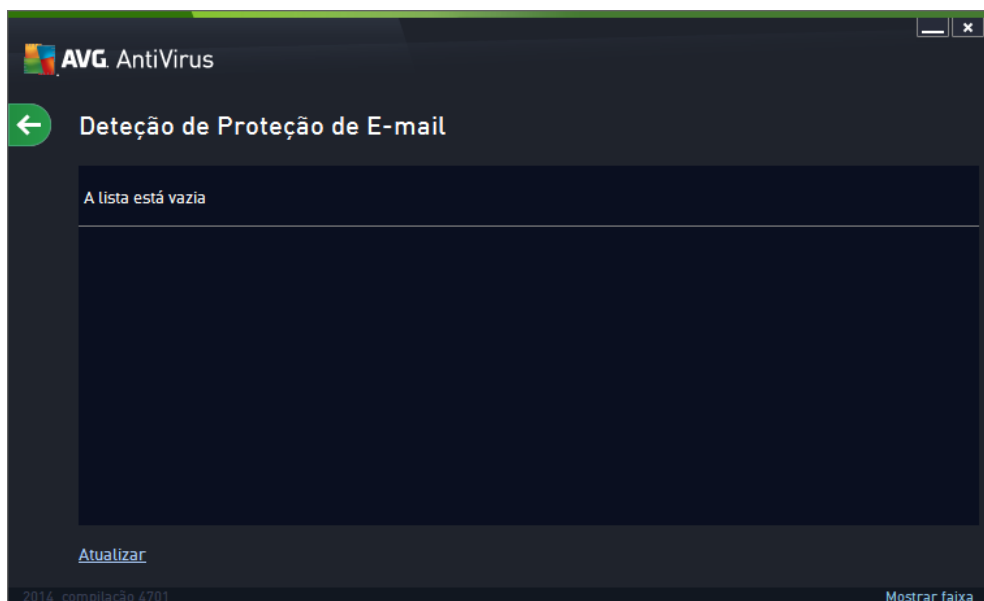 AVG. AntiVirus
Deteção de Proteção de E-mail
A lista está vazia
Atualizar
2014 compilação 4701
Mostrar faixa